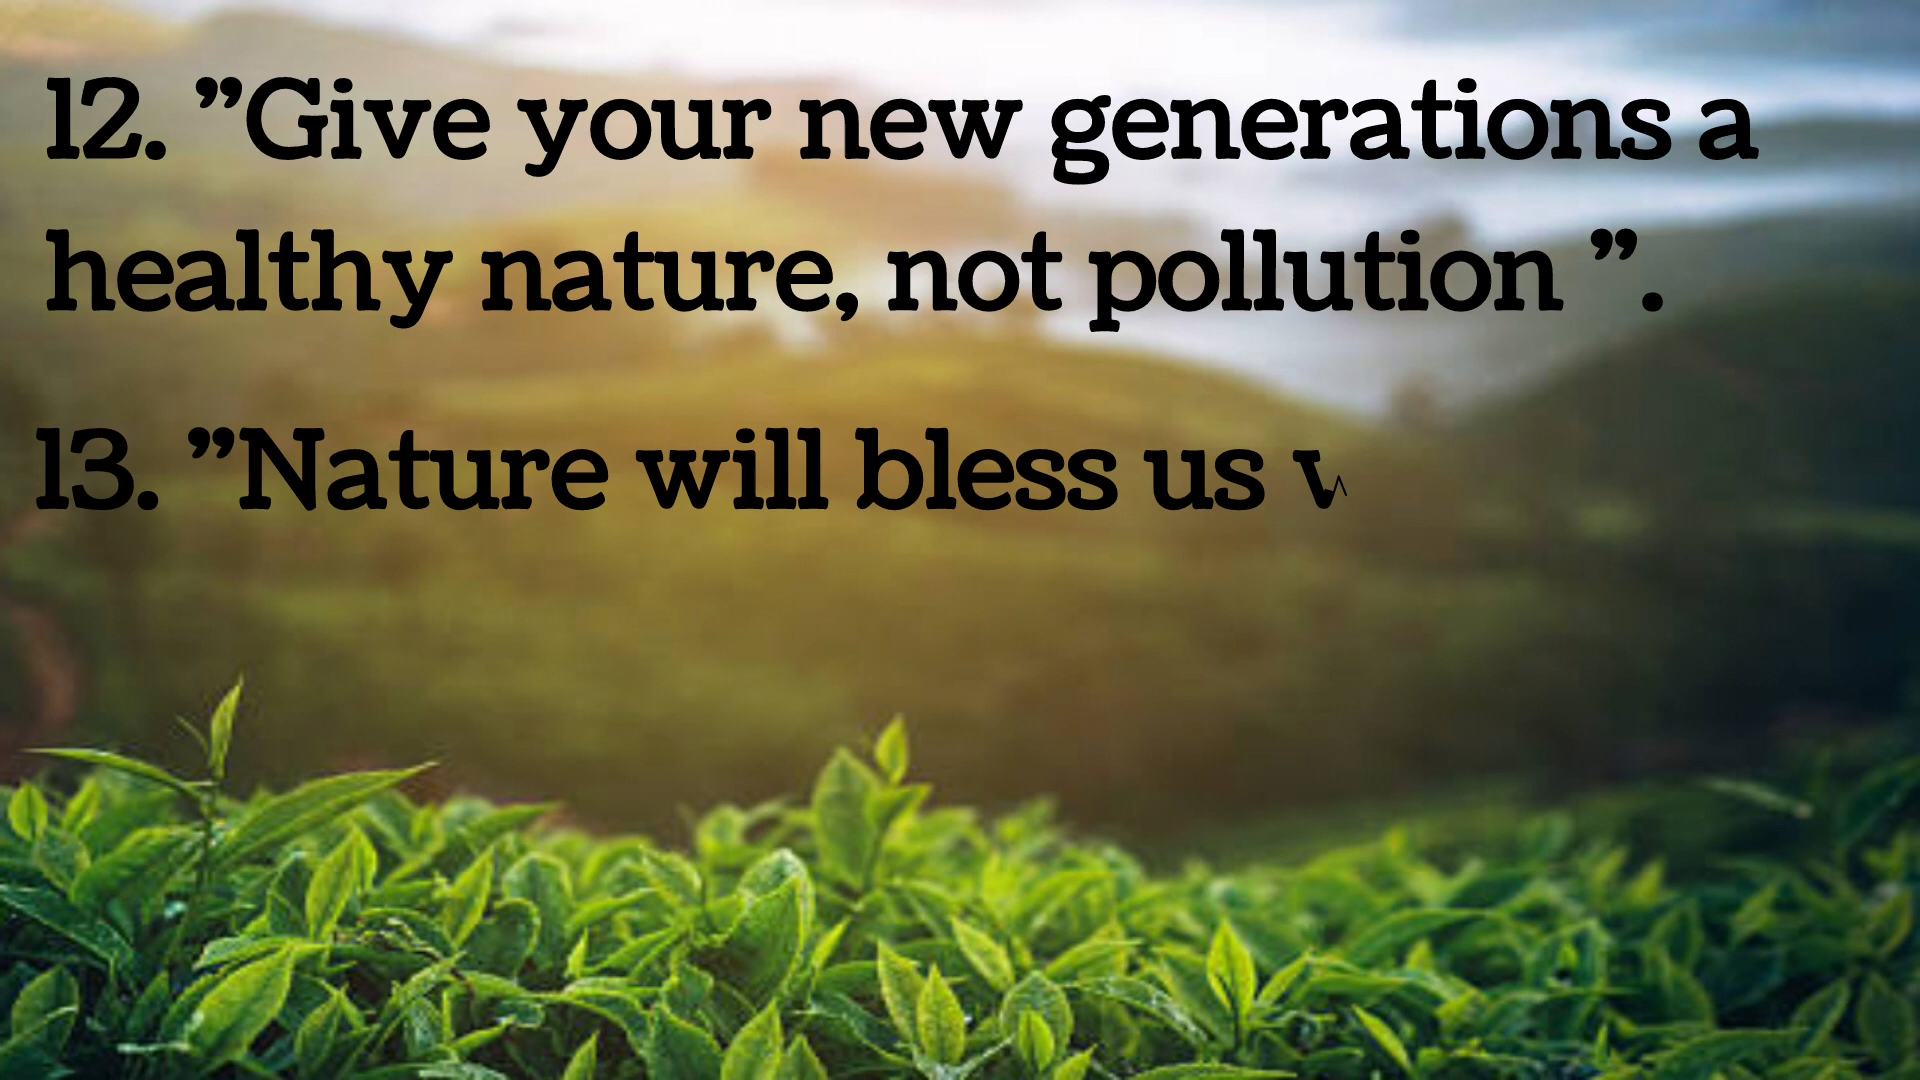 12. ”Give your new generations a
healthy nature, not pollution ”.
13. ”Nature will bless us